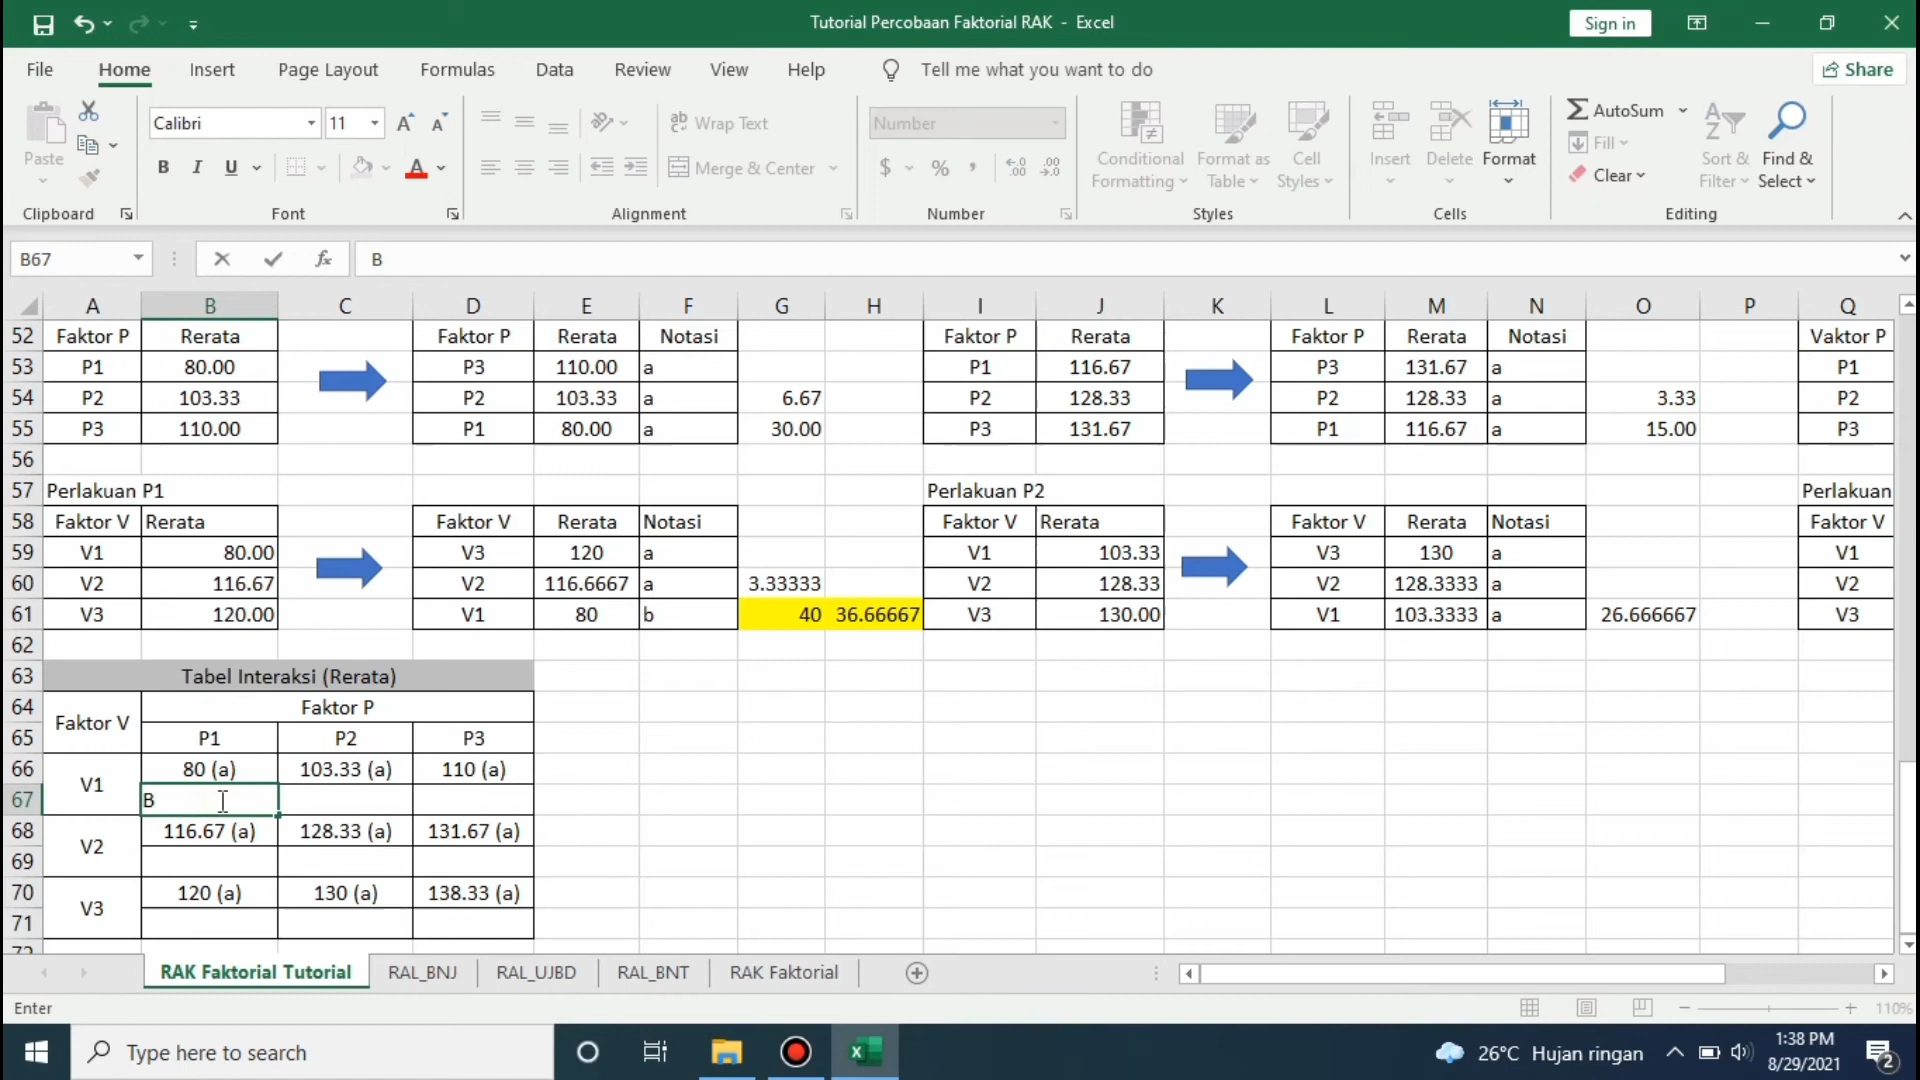 Tutorial Percobaan Faktorial RAK - Excel
Sign in
File Home Insert Page Layout Formulas Data Review View Help Tell me what you want to do Share
Calibri 11 Wrap Text Number AutoSum
Paste B I U Merge & Center $ % Conditional Formatting Format as Table Cell Styles Insert Delete Format Fill Clear Sort & Filter Find & Select
Clipboard Font Alignment Number Styles Cells Editing
B67 fx B
A B C D E F G H I J K L M N O P Q
52 Faktor P Rerata Faktor P Rerata Notasi Faktor P Rerata Faktor P Rerata Notasi Vaktor P
53 P1 80.00 P3 110.00 a P1 116.67 P3 131.67 a P1
54 P2 103.33 P2 103.33 a 6.67 P2 128.33 P2 128.33 a 3.33 P2
55 P3 110.00 P1 80.00 a 30.00 P3 131.67 P1 116.67 a 15.00 P3
56
57 Perlakuan P1 Perlakuan P2 Perlakuan
58 Faktor V Rerata Faktor V Rerata Notasi Faktor V Rerata Faktor V Rerata Notasi Faktor V
59 V1 80.00 V3 120 a V1 103.33 V3 130 a V1
60 V2 116.67 V2 116.6667 a 3.33333 V2 128.33 V2 128.3333 a V2
61 V3 120.00 V1 80 b 40 36.66667 V3 130.00 V1 103.3333 a 26.666667 V3
62
63 Tabel Interaksi (Rerata)
64 Faktor V Faktor P
65 P1 P2 P3
66 V1 80 (a) 103.33 (a) 110 (a)
67 B
68 V2 116.67 (a) 128.33 (a) 131.67 (a)
69
70 V3 120 (a) 130 (a) 138.33 (a)
71
RAK Faktorial Tutorial RAL_BNJ RAL_UJBD RAL_BNT RAK Faktorial
Enter 110%
Type here to search 26°C Hujan ringan 1:38 PM
8/29/2021 2